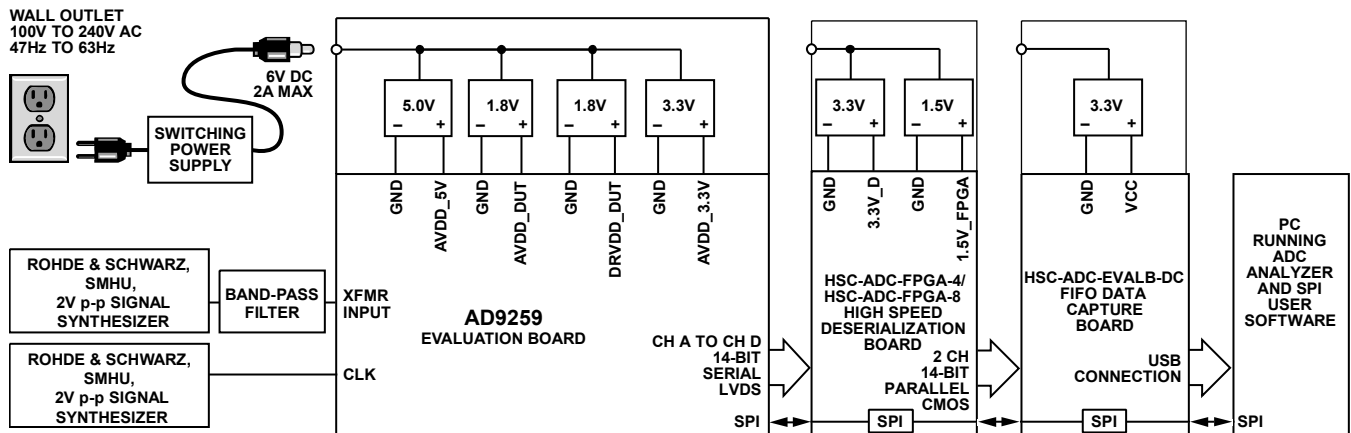 WALL OUTLET
100V TO 240V AC
47Hz TO 63Hz
6V DC
2A MAX
SWITCHING
POWER
SUPPLY
5.0V
– +
1.8V
– +
1.8V
– +
3.3V
– +
GND
AVDD_5V
GND
AVDD_DUT
GND
DRVDD_DUT
GND
AVDD_3.3V
3.3V
– +
1.5V
– +
GND
3.3V_D
GND
1.5V_FPGA
3.3V
– +
GND
VCC
ROHDE & SCHWARZ,
SMHU,
2V p-p SIGNAL
SYNTHESIZER
BAND-PASS
FILTER
XFMR
INPUT
ROHDE & SCHWARZ,
SMHU,
2V p-p SIGNAL
SYNTHESIZER
CLK
AD9259
EVALUATION BOARD
CH A TO CH D
14-BIT
SERIAL
LVDS
SPI
HSC-ADC-FPGA-4/
HSC-ADC-FPGA-8
HIGH SPEED
DESERIALIZATION
BOARD
2 CH
14-BIT
PARALLEL
CMOS
SPI
HSC-ADC-EVALB-DC
FIFO DATA
CAPTURE
BOARD
USB
CONNECTION
SPI
PC
RUNNING
ADC
ANALYZER
AND SPI
USER
SOFTWARE
SPI